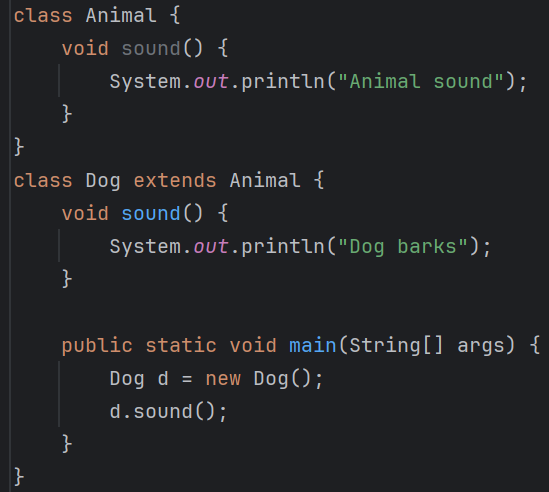 class Animal {
    void sound() {
        System.out.println("Animal sound");
    }
}
class Dog extends Animal {
    void sound() {
        System.out.println("Dog barks");
    }

    public static void main(String[] args) {
        Dog d = new Dog();
        d.sound();
    }
}